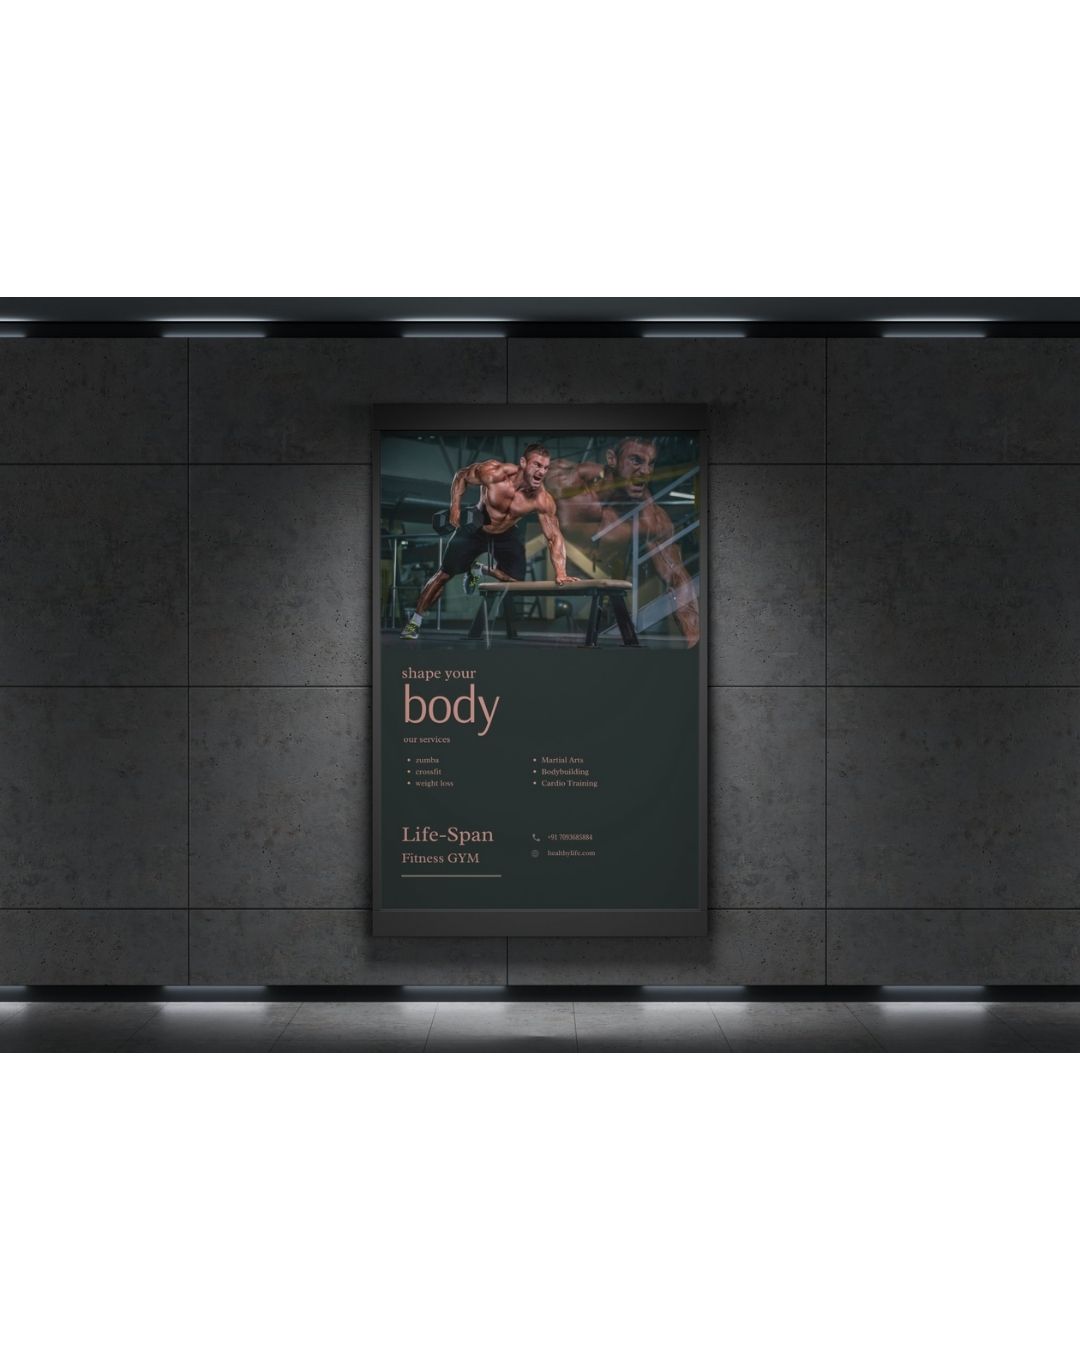 shape your
body
our services
• zumba
• crossfit
• weight loss
• Martial Arts
• Bodybuilding
• Cardio Training
Life-Span
Fitness GYM
+91 7093685884
healthylife.com